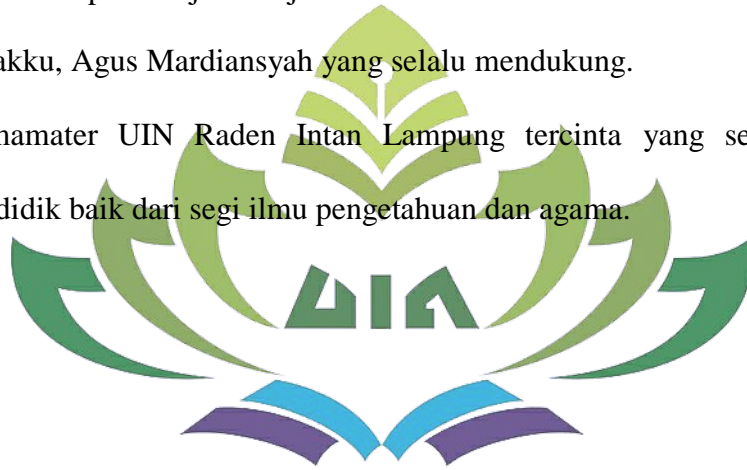 akku, Agus Mardiansyah yang selalu mendukung.
namater UIN Raden Intan Lampung tercinta yang se
didik baik dari segi ilmu pengetahuan dan agama.
UIN